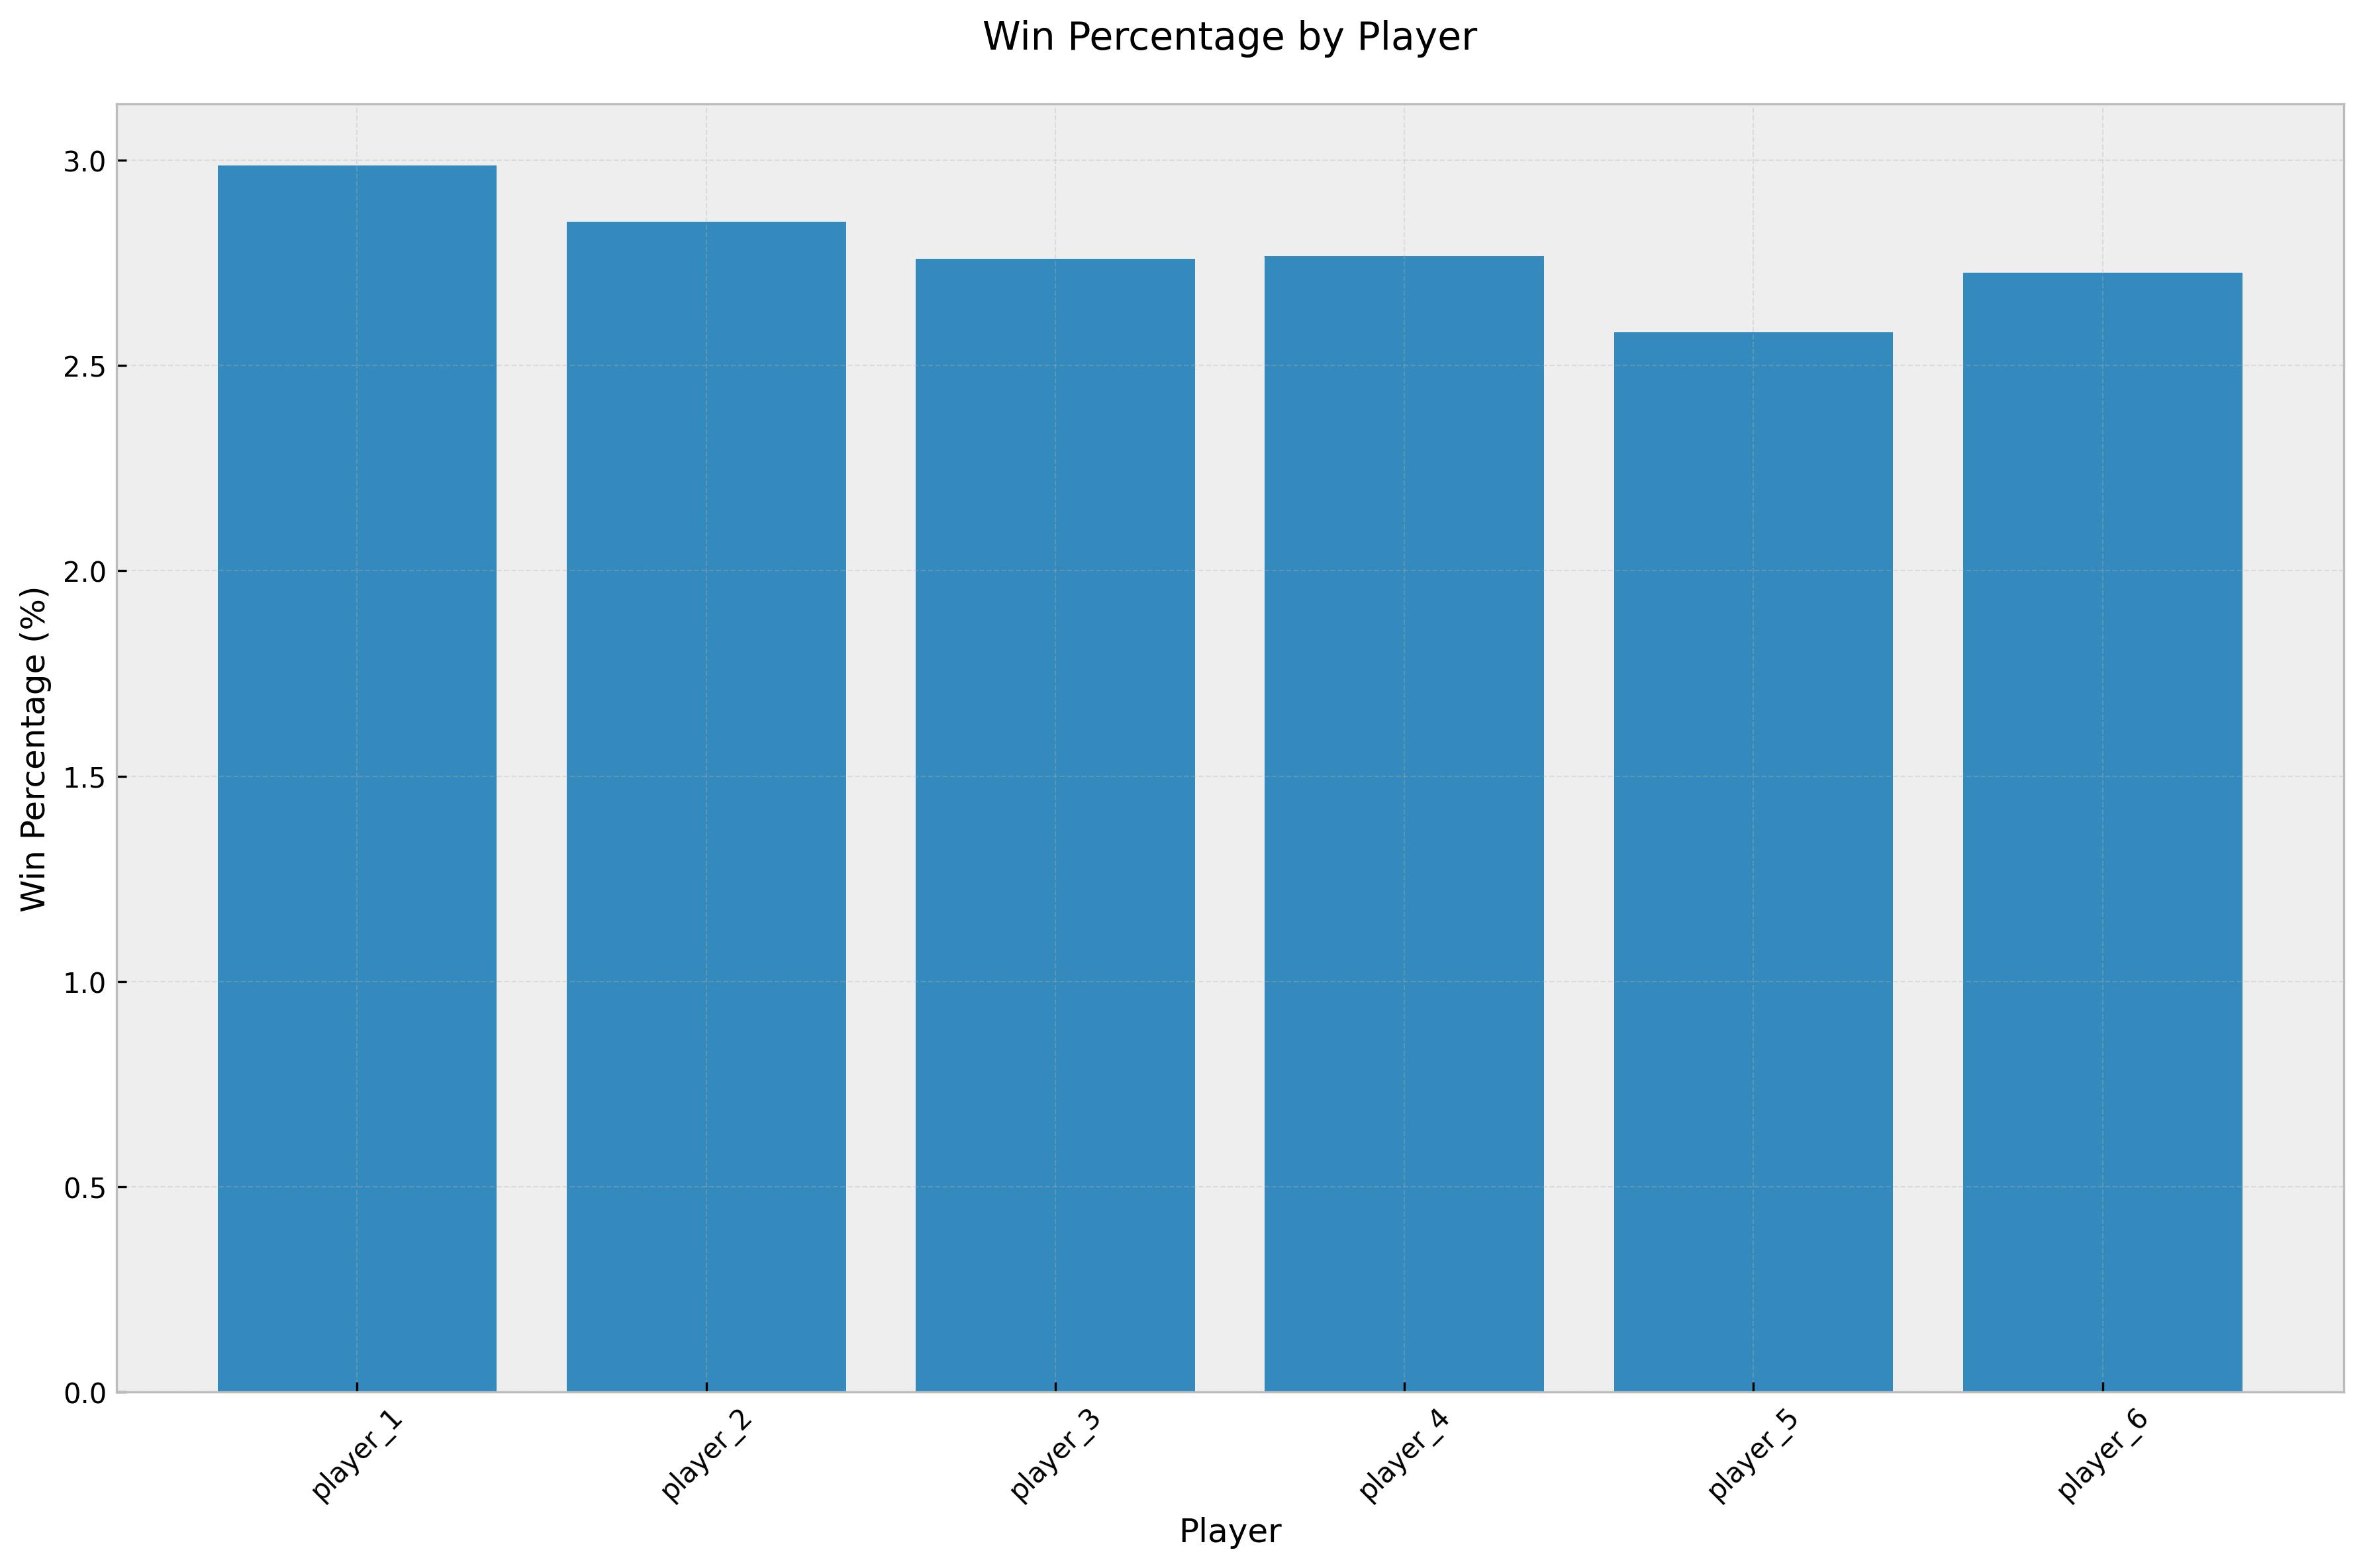 Win Percentage by Player
Win Percentage (%)
3.0
2.5
2.0
1.5
1.0
0.5
0.0
player_1
player_2
player_3
player_4
player_5
player_6
Player